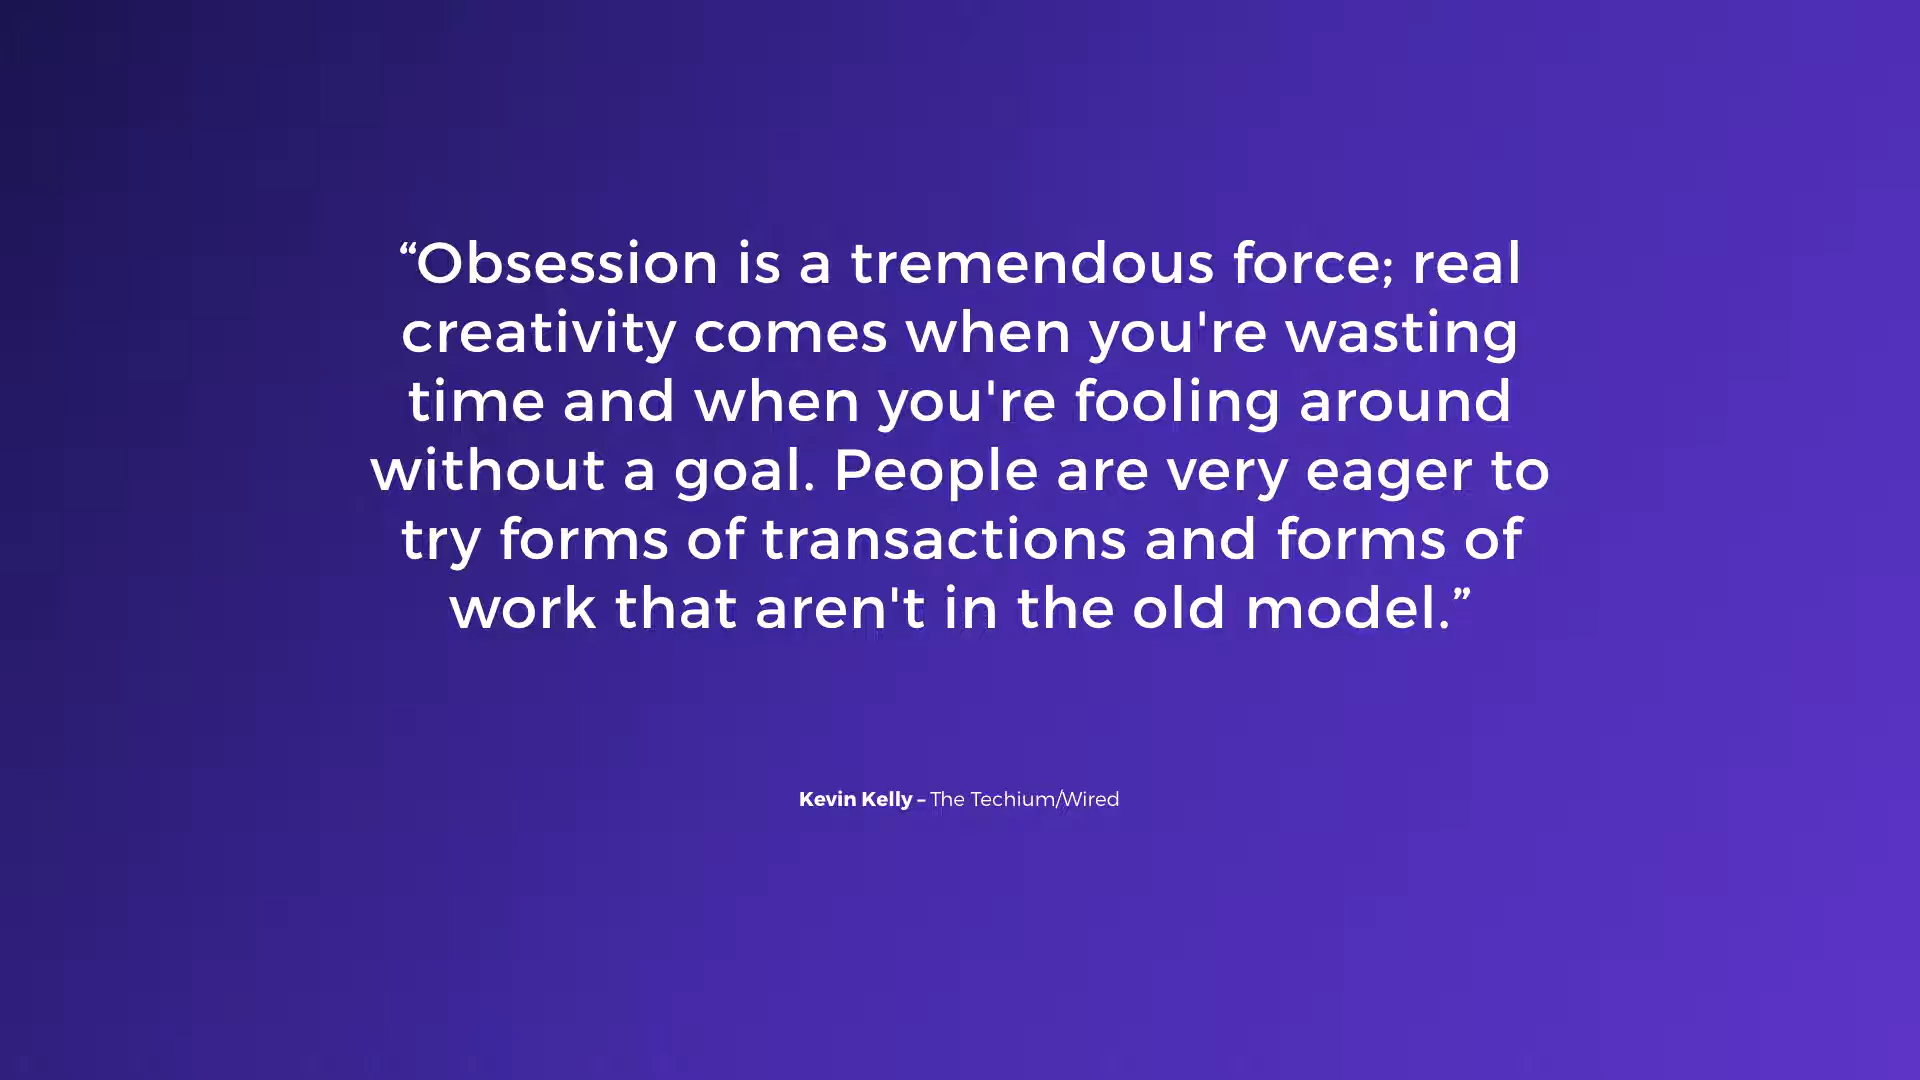 “Obsession is a tremendous force; real
creativity comes when you're wasting
time and when you're fooling around
without a goal. People are very eager to
try forms of transactions and forms of
work that aren't in the old model.”
Kevin Kelly – The Techium/Wired